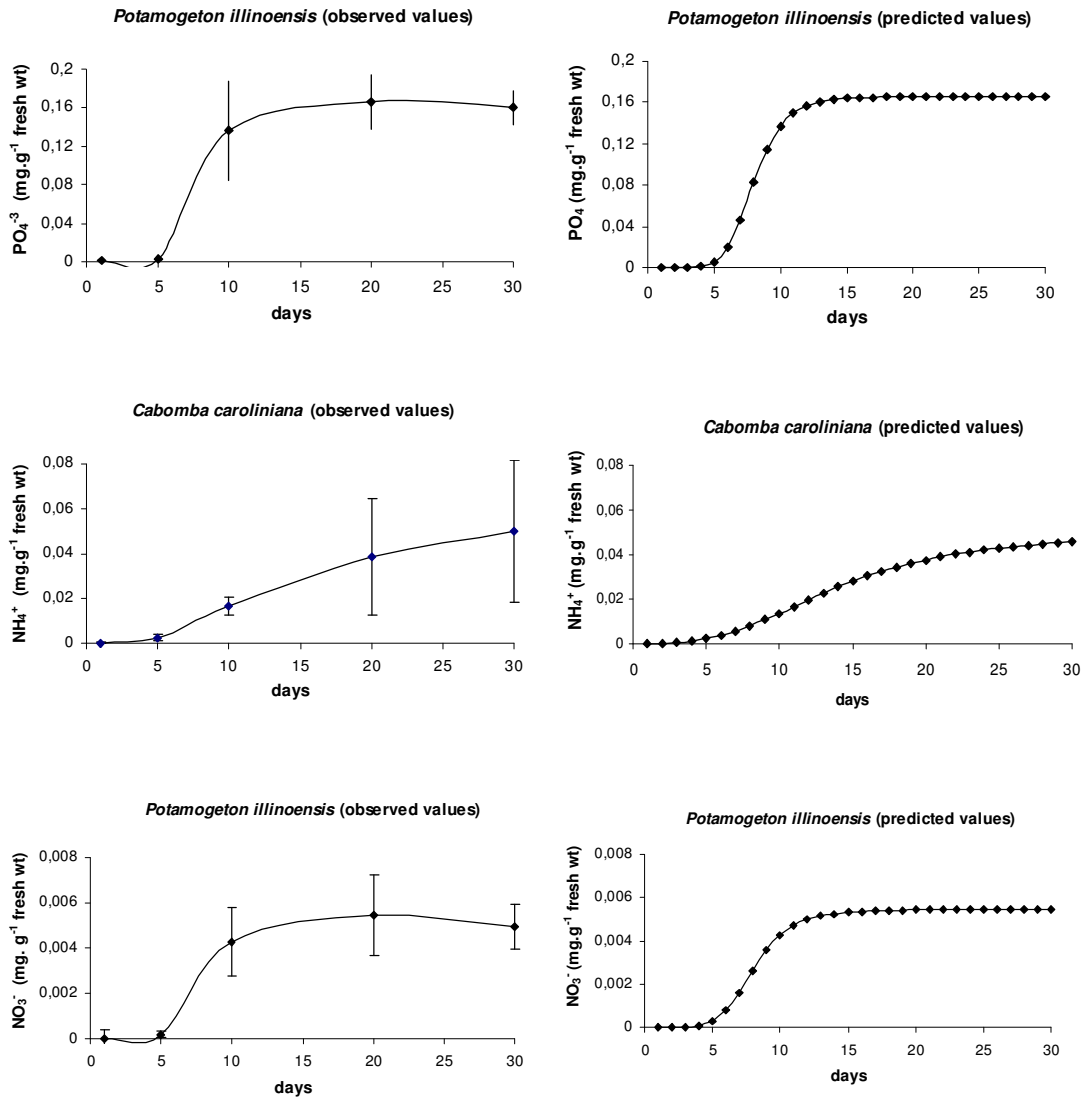 Potamogeton illinoensis (observed values)
PO₄⁻³ (mg.g⁻¹ fresh wt)
0,2
0,16
0,12
0,08
0,04
0
0 5 10 15 20 25 30
days
Potamogeton illinoensis (predicted values)
PO₄ (mg.g⁻¹ fresh wt)
0,2
0,16
0,12
0,08
0,04
0
0 5 10 15 20 25 30
days
Cabomba caroliniana (observed values)
NH₄⁺ (mg.g⁻¹ fresh wt)
0,08
0,06
0,04
0,02
0
0 5 10 15 20 25 30
days
Cabomba caroliniana (predicted values)
NH₄⁺ (mg.g⁻¹ fresh wt)
0,08
0,06
0,04
0,02
0
0 5 10 15 20 25 30
days
Potamogeton illinoensis (observed values)
NO₃⁻ (mg. g⁻¹ fresh wt)
0,008
0,006
0,004
0,002
0
0 5 10 15 20 25 30
days
Potamogeton illinoensis (predicted values)
NO₃⁻ (mg.g⁻¹ fresh wt)
0,008
0,006
0,004
0,002
0
0 5 10 15 20 25 30
days